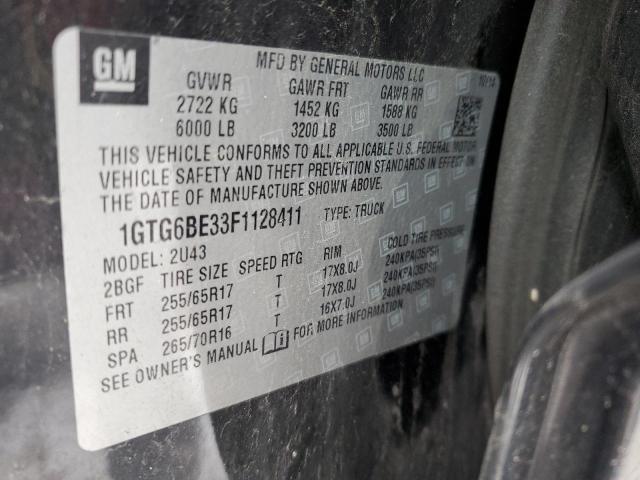 GM
MFD BY GENERAL MOTORS LLC
10/14
GVWR GAWR FRT GAWR RR
2722 KG 1452 KG 1588 KG
6000 LB 3200 LB 3500 LB
THIS VEHICLE CONFORMS TO ALL APPLICABLE U.S. FEDERAL MOTOR
VEHICLE SAFETY AND THEFT PREVENTION STANDARDS IN EFFECT ON
THE DATE OF MANUFACTURE SHOWN ABOVE.
1GTG6BE33F1128411 TYPE: TRUCK
MODEL: 2U43
2BGF TIRE SIZE SPEED RTG RIM COLD TIRE PRESSURE
FRT 255/65R17 T 17X8.0J 240KPA(35PSI)
RR 255/65R17 T 17X8.0J 240KPA(35PSI)
SPA 265/70R16 T 16X7.0J 240KPA(35PSI)
SEE OWNER'S MANUAL FOR MORE INFORMATION